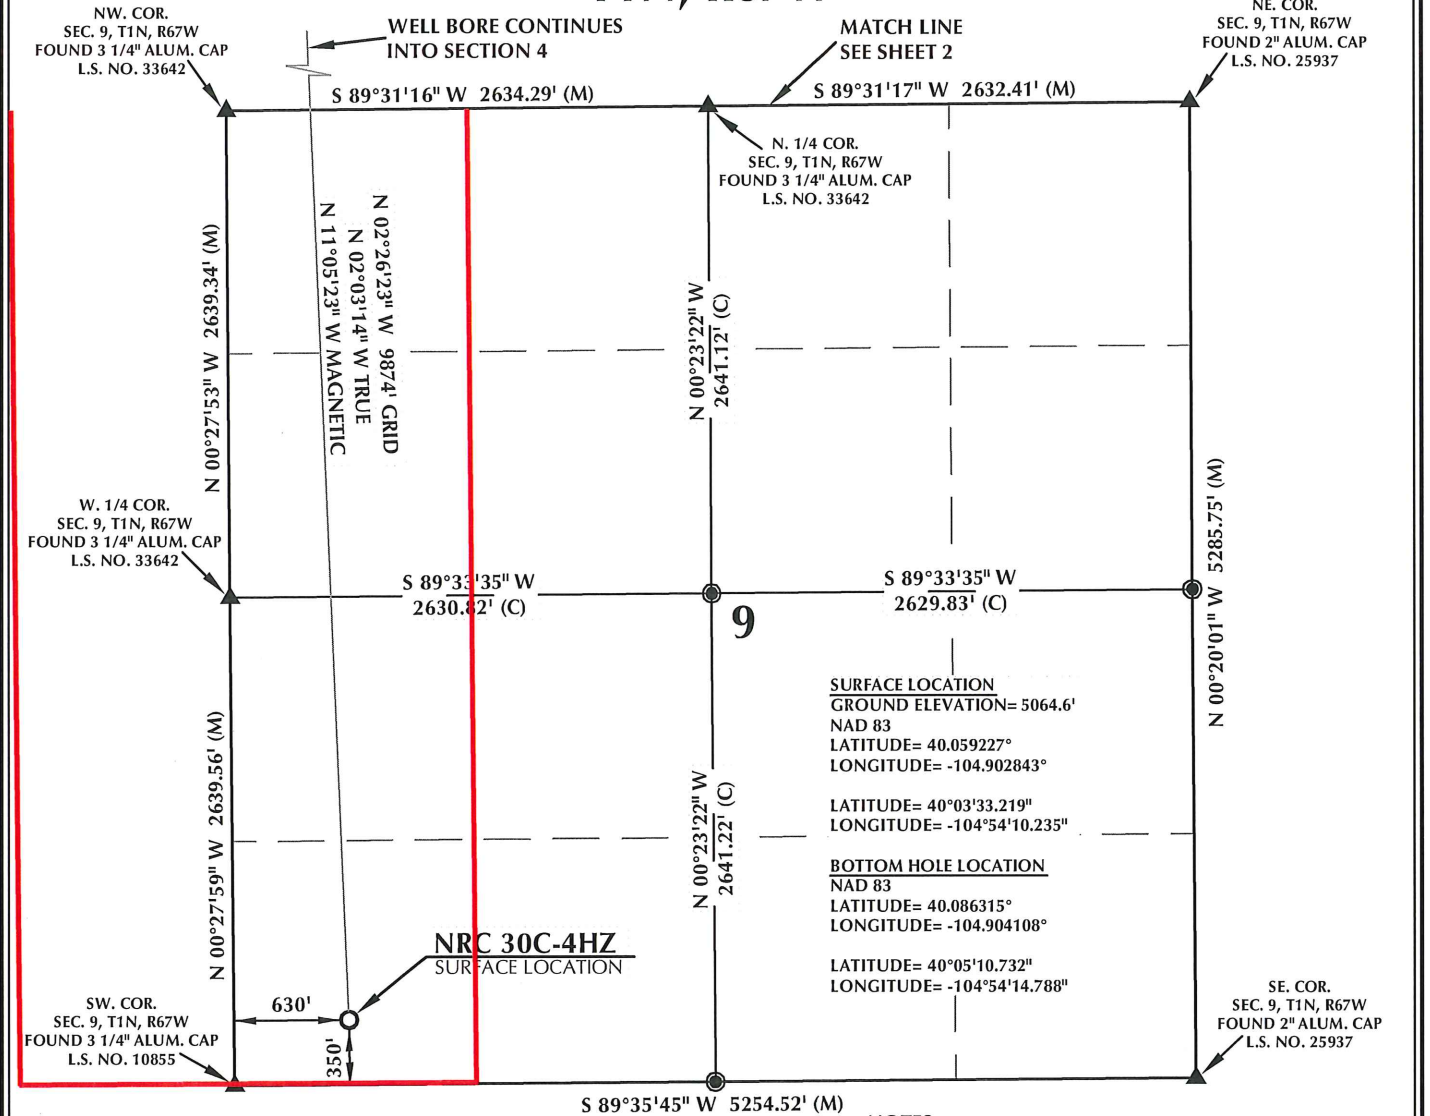 NW. COR.
SEC. 9, T1N, R67W
FOUND 3 1/4" ALUM. CAP
L.S. NO. 33642
WELL BORE CONTINUES
INTO SECTION 4
MATCH LINE
SEE SHEET 2
NE. COR.
SEC. 9, T1N, R67W
FOUND 2" ALUM. CAP
L.S. NO. 25937
S 89°31'16" W 2634.29' (M)
S 89°31'17" W 2632.41' (M)
N. 1/4 COR.
SEC. 9, T1N, R67W
FOUND 3 1/4" ALUM. CAP
L.S. NO. 33642
N 00°27'53" W 2639.34' (M)
N 02°26'23" W 9874' GRID
N 02°03'14" W TRUE
N 11°05'23" W MAGNETIC
N 00°23'22" W
2641.12' (C)
N 00°20'01" W 5285.75' (M)
W. 1/4 COR.
SEC. 9, T1N, R67W
FOUND 3 1/4" ALUM. CAP
L.S. NO. 33642
S 89°33'35" W
2630.82' (C)
S 89°33'35" W
2629.83' (C)
9
SURFACE LOCATION
GROUND ELEVATION= 5064.6'
NAD 83
LATITUDE= 40.059227°
LONGITUDE= -104.902843°
LATITUDE= 40°03'33.219"
LONGITUDE= -104°54'10.235"
BOTTOM HOLE LOCATION
NAD 83
LATITUDE= 40.086315°
LONGITUDE= -104.904108°
LATITUDE= 40°05'10.732"
LONGITUDE= -104°54'14.788"
N 00°27'59" W 2639.56' (M)
N 00°23'22" W
2641.22' (C)
NRC 30C-4HZ
SURFACE LOCATION
630'
350'
SW. COR.
SEC. 9, T1N, R67W
FOUND 3 1/4" ALUM. CAP
L.S. NO. 10855
SE. COR.
SEC. 9, T1N, R67W
FOUND 2" ALUM. CAP
L.S. NO. 25937
S 89°35'45" W 5254.52' (M)